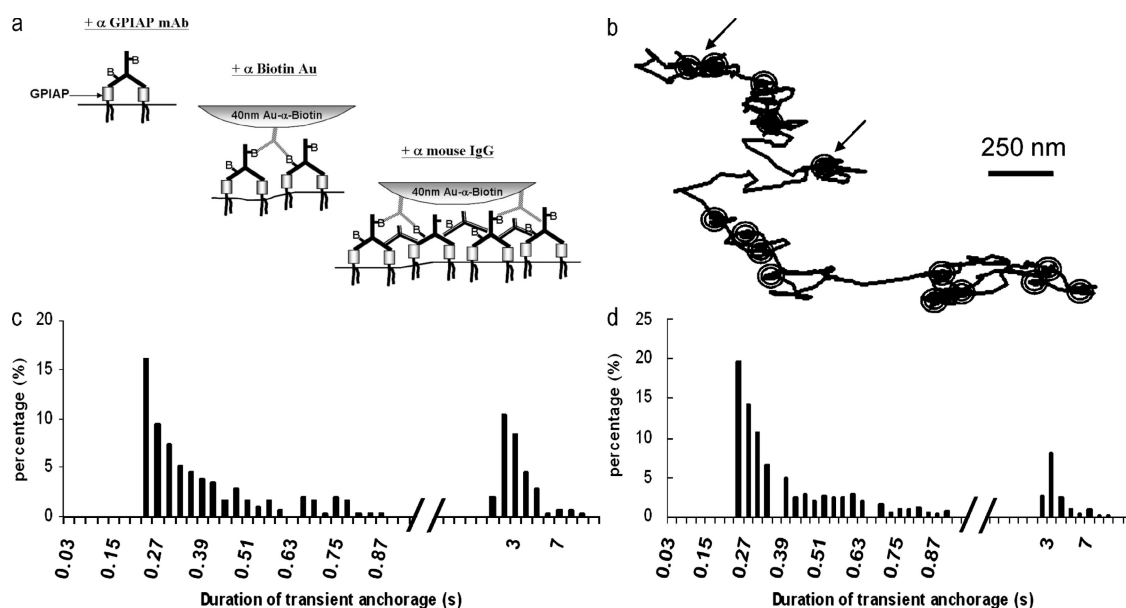 a
+ α GPIAP mAb
B
GPIAP
+ α Biotin Au
40nm Au-α-Biotin
B B
B B
+ α mouse IgG
40nm Au-α-Biotin
B B B B
B B B B
b
250 nm
c
percentage (%)
20
15
10
5
0
0.03 0.15 0.27 0.39 0.51 0.63 0.75 0.87 3 7
Duration of transient anchorage (s)
d
percentage (%)
25
20
15
10
5
0
0.03 0.15 0.27 0.39 0.51 0.63 0.75 0.87 3 7
Duration of transient anchorage (s)